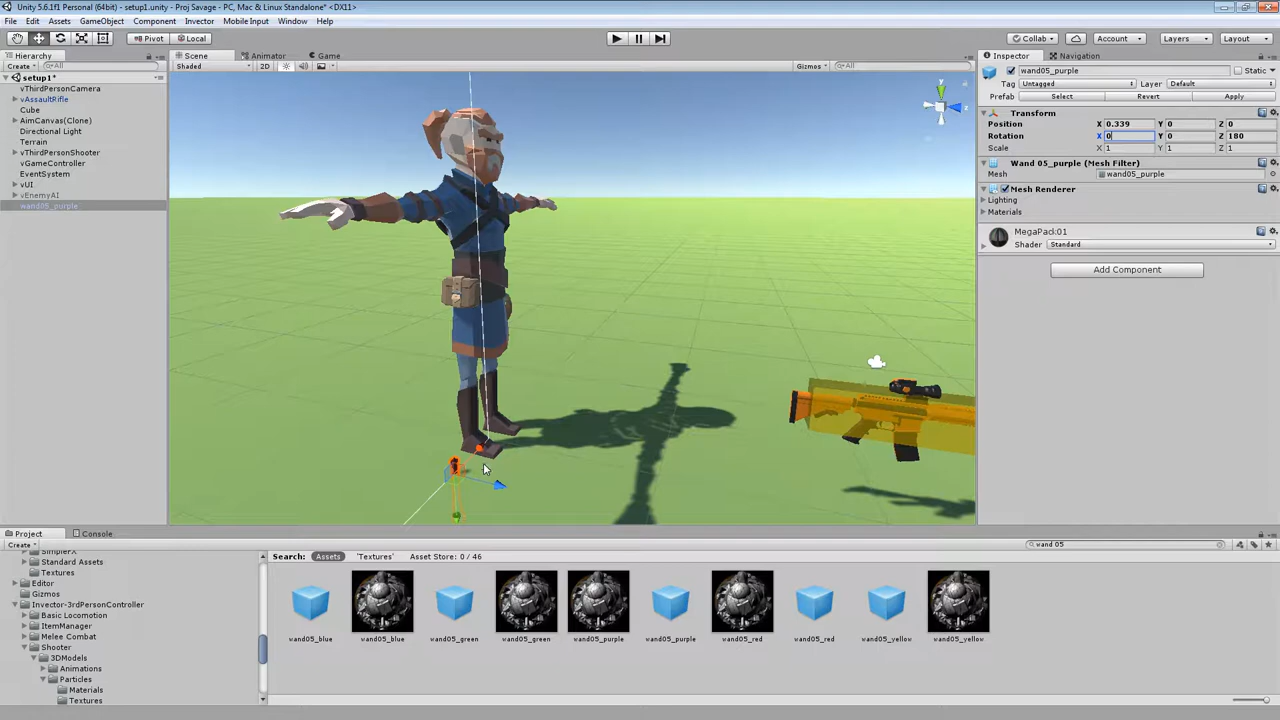 Unity 5.6.1f1 Personal (64bit) - setup1.unity - Proj Savage - PC, Mac & Linux Standalone* <DX11>
File Edit Assets GameObject Component Invector Mobile Input Window Help
Pivot Local Collab Account Layers Layout
Hierarchy Scene Animator Game Inspector Navigation
Create All Shaded 2D Gizmos All
setup1*
vThirdPersonCamera
vAssaultRifle
Cube
AimCanvas(Clone)
Directional Light
Terrain
vThirdPersonShooter
vGameController
EventSystem
vUI
vEnemyAI
wand05_purple
y
wand05_purple Static
Tag Untagged Layer Default
Prefab Select Revert Apply
Transform
Position X 0.339 Y 0 Z 0
Rotation X 0 Y 0 Z 180
Scale X 1 Y 1 Z 1
Wand 05_purple (Mesh Filter)
Mesh wand05_purple
Mesh Renderer
Lighting
Materials
MegaPack01
Shader Standard
Add Component
Project Console
Create wand 05
SimpleFX
Standard Assets
Textures
Editor
Gizmos
Invector-3rdPersonController
Basic Locomotion
ItemManager
Melee Combat
Shooter
3DModels
Animations
Particles
Materials
Textures
Search: Assets 'Textures' Asset Store: 0 / 46
wand05_blue wand05_blue wand05_green wand05_green wand05_purple wand05_purple wand05_red wand05_red wand05_yellow wand05_yellow